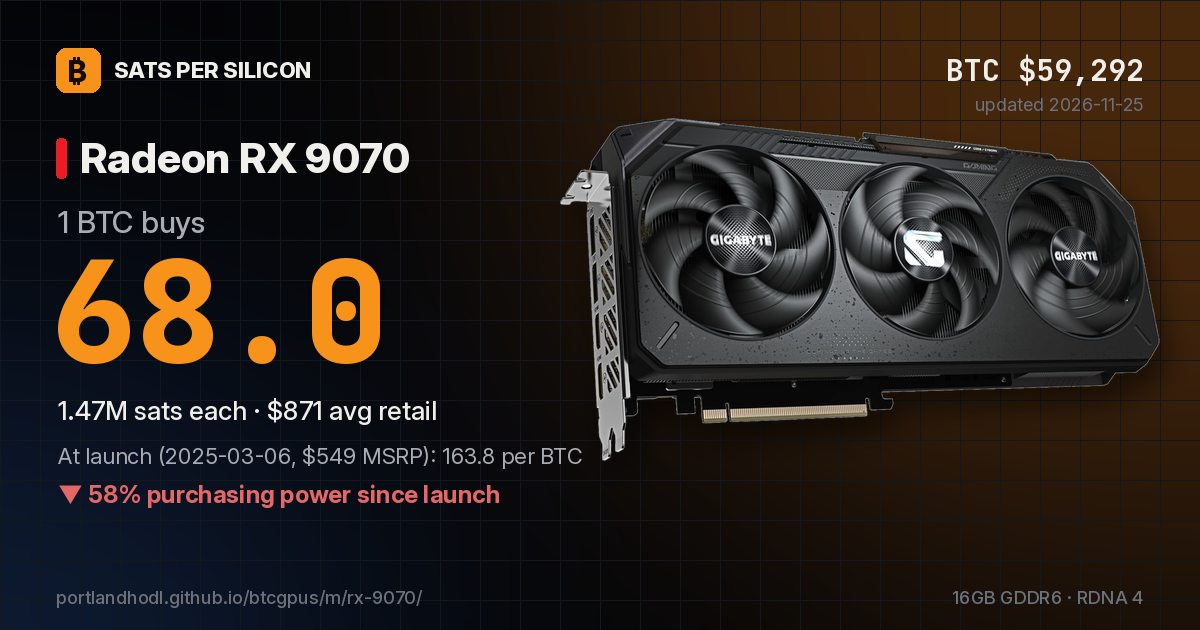 ₿ SATS PER SILICON
BTC $59,292
updated 2026-11-25
Radeon RX 9070
1 BTC buys
68.0
1.47M sats each · $871 avg retail
At launch (2025-03-06, $549 MSRP): 163.8 per BTC
▼ 58% purchasing power since launch
GIGABYTE
GIGABYTE
GAMING
portlandhodl.github.io/btcgpus/m/rx-9070/
16GB GDDR6 · RDNA 4